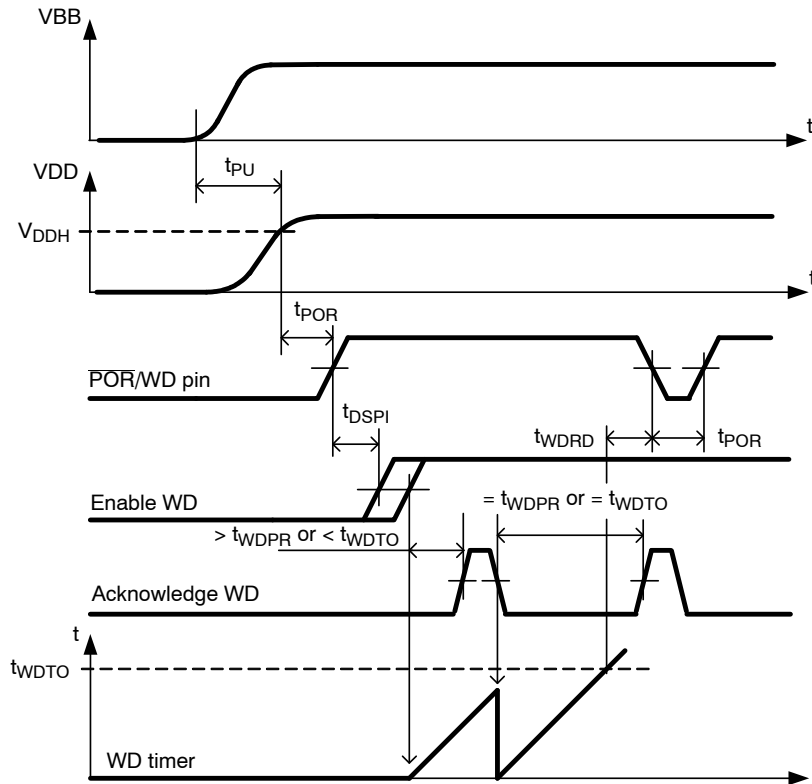 VBB
t
tPU
VDD
VDDH
t
tPOR
POR/WD pin
tDSPI
tWDRD
tPOR
Enable WD
= tWDPR or = tWDTO
> tWDPR or < tWDTO
Acknowledge WD
t
tWDTO
WD timer